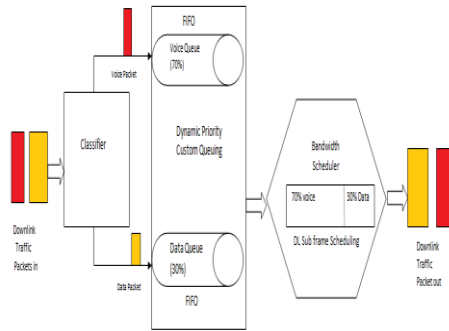 FIFO
Voice Queue
(70%)
Voice Packet
Classifier
Dynamic Priority
Custom Queuing
Bandwidth
Scheduler
70% voice
30% Data
DL Sub frame Scheduling
Downlink
Traffic
Packets in
Data Queue
(30%)
Data Packet
FIFO
Downlink
Traffic
Packet out